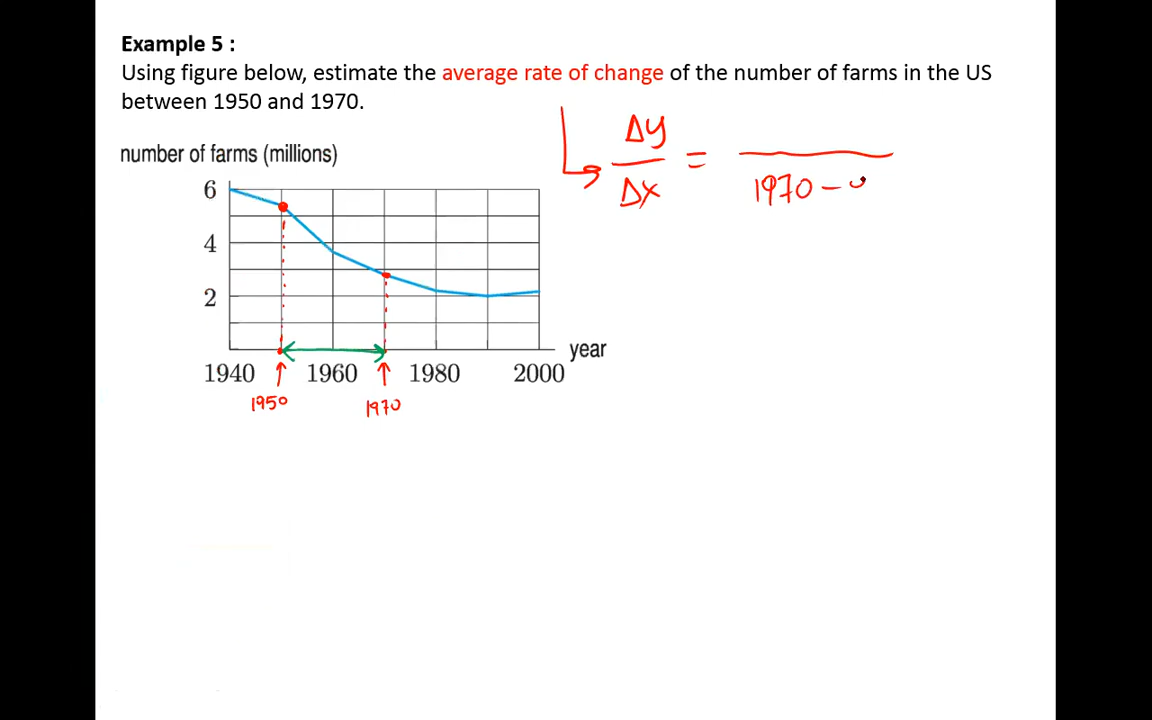 Example 5 :
Using figure below, estimate the average rate of change of the number of farms in the US
between 1950 and 1970.
number of farms (millions)
Δy
Δx
=
1970 –
6
4
2
year
1940 1960 1980 2000
1950 1970